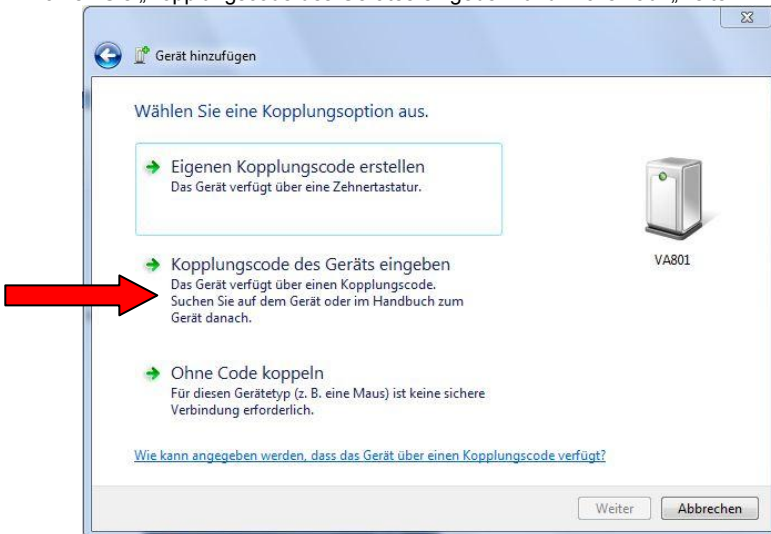 Gerät hinzufügen
Wählen Sie eine Kopplungsoption aus.
Eigenen Kopplungscode erstellen
Das Gerät verfügt über eine Zehnertastatur.
Kopplungscode des Geräts eingeben
Das Gerät verfügt über einen Kopplungscode.
Suchen Sie auf dem Gerät oder im Handbuch zum
Gerät danach.
VA801
Ohne Code koppeln
Für diesen Gerätetyp (z. B. eine Maus) ist keine sichere
Verbindung erforderlich.
Wie kann angegeben werden, dass das Gerät über einen Kopplungscode verfügt?
Weiter Abbrechen